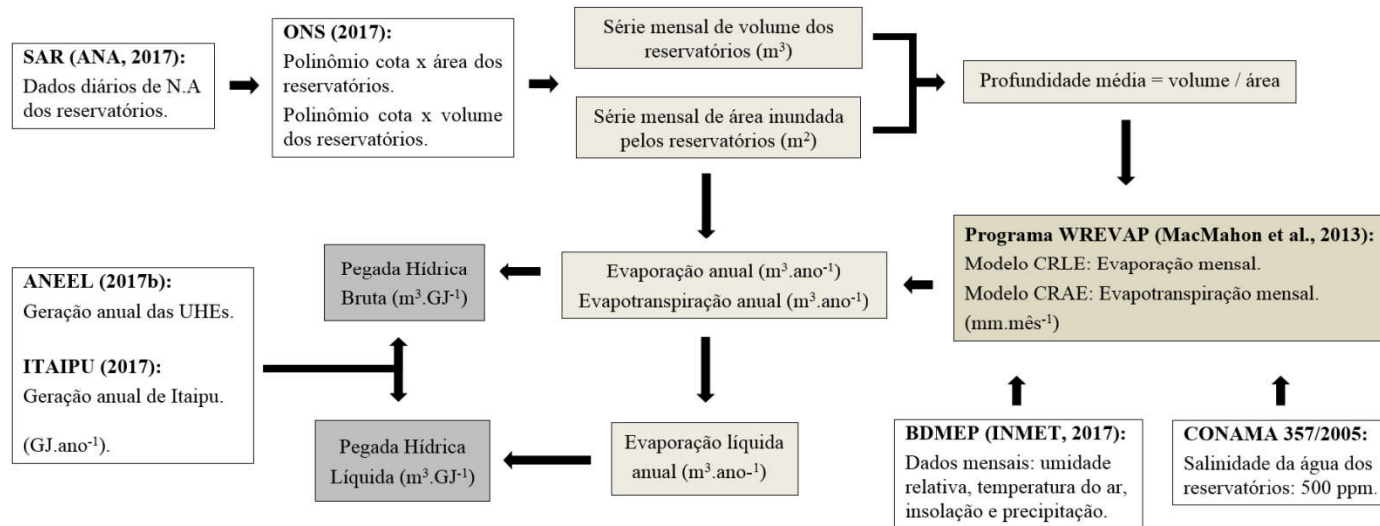 SAR (ANA, 2017):
Dados diários de N.A
dos reservatórios.
ONS (2017):
Polinômio cota x área dos
reservatórios.
Polinômio cota x volume
dos reservatórios.
Série mensal de volume dos
reservatórios (m³)
Série mensal de área inundada
pelos reservatórios (m²)
Profundidade média = volume / área
Programa WREVAP (MacMahon et al., 2013):
Modelo CRLE: Evaporação mensal.
Modelo CRAE: Evapotranspiração mensal.
(mm.mês⁻¹)
Evaporação anual (m³.ano⁻¹)
Evapotranspiração anual (m³.ano⁻¹)
Pegada Hídrica
Bruta (m³.GJ⁻¹)
ANEEL (2017b):
Geração anual das UHEs.
ITAIPU (2017):
Geração anual de Itaipu.
(GJ.ano⁻¹).
Pegada Hídrica
Líquida (m³.GJ⁻¹)
Evaporação líquida
anual (m³.ano-¹)
BDMEP (INMET, 2017):
Dados mensais: umidade
relativa, temperatura do ar,
insolação e precipitação.
CONAMA 357/2005:
Salinidade da água dos
reservatórios: 500 ppm.